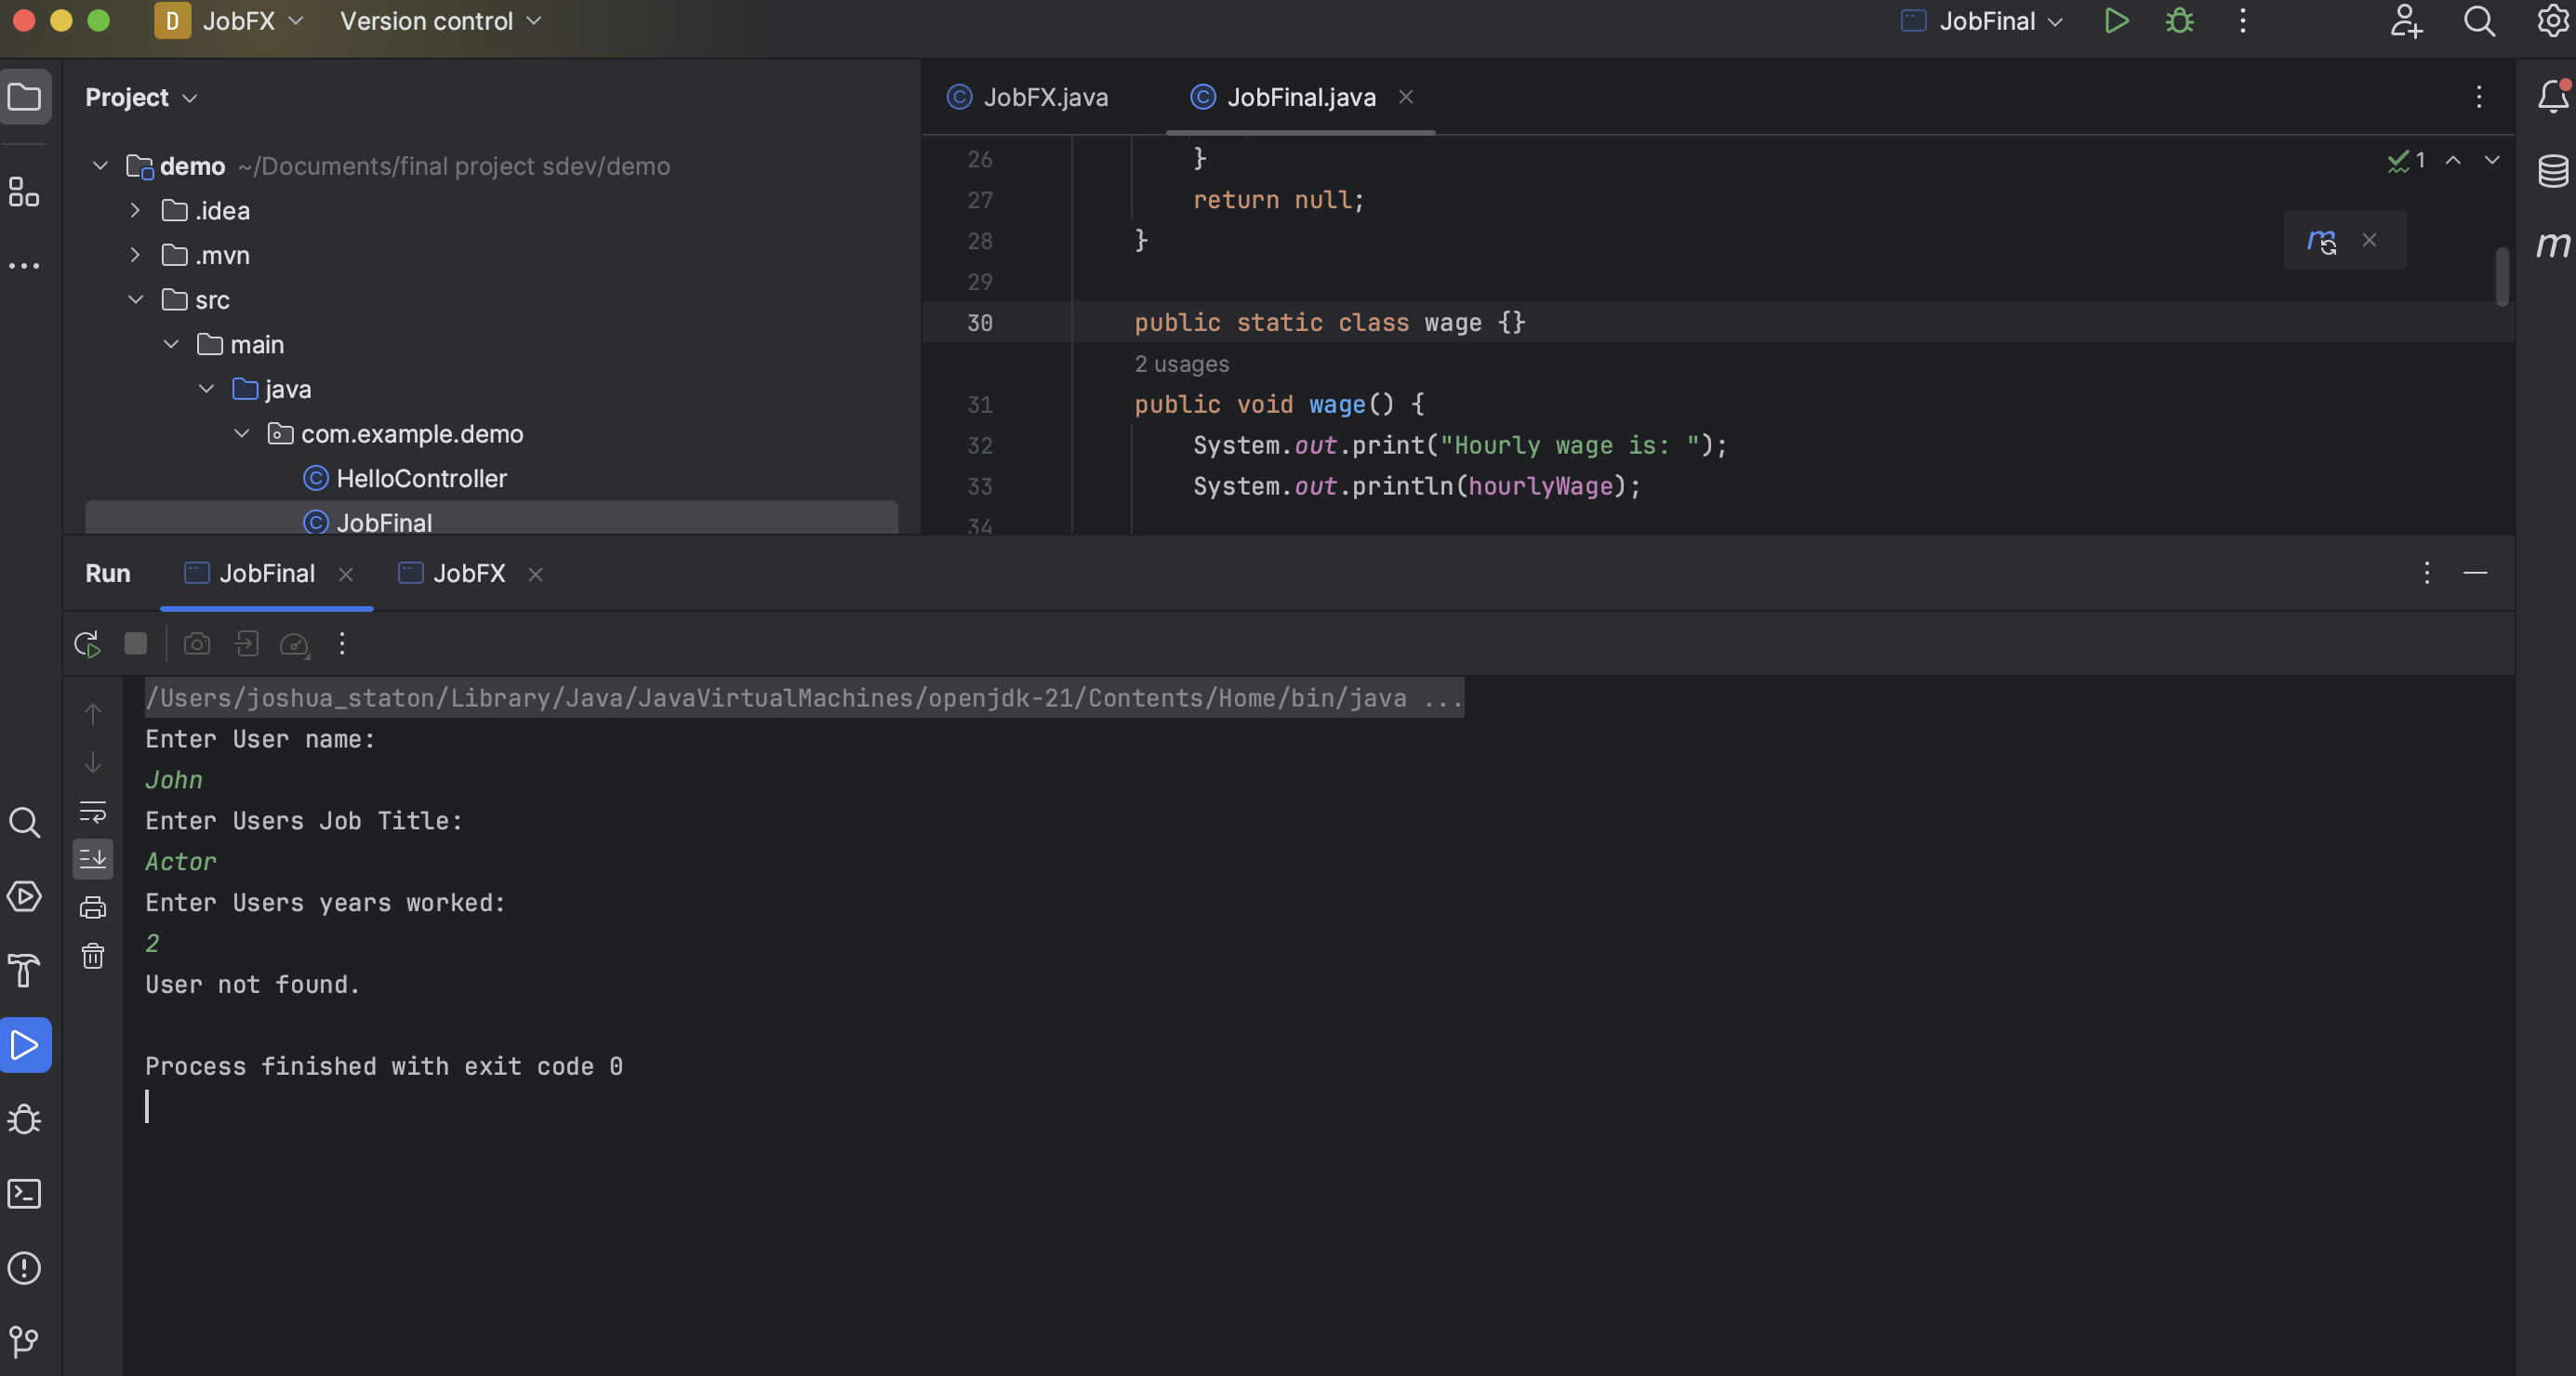 D JobFX Version control JobFinal
Project
demo ~/Documents/final project sdev/demo
.idea
.mvn
src
main
java
com.example.demo
HelloController
JobFinal
JobFX.java JobFinal.java
1
26 }
27 return null;
28 }
29
30 public static class wage {}
2 usages
31 public void wage() {
32 System.out.print("Hourly wage is: ");
33 System.out.println(hourlyWage);
34
m
m
Run JobFinal JobFX
/Users/joshua_staton/Library/Java/JavaVirtualMachines/openjdk-21/Contents/Home/bin/java ...
Enter User name:
John
Enter Users Job Title:
Actor
Enter Users years worked:
2
User not found.
Process finished with exit code 0